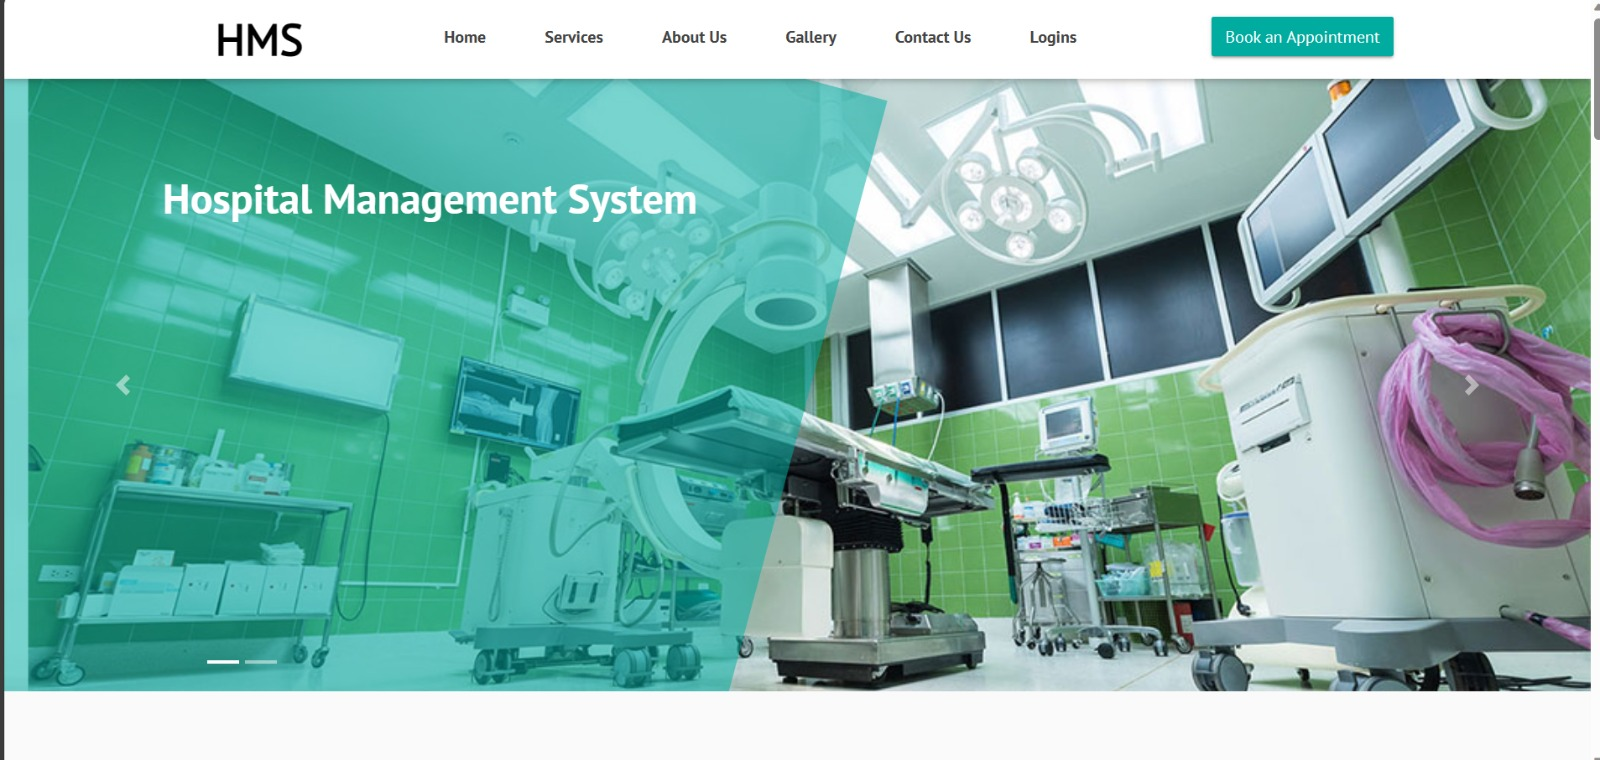 HMS
Home Services About Us Gallery Contact Us Logins
Book an Appointment
Hospital Management System